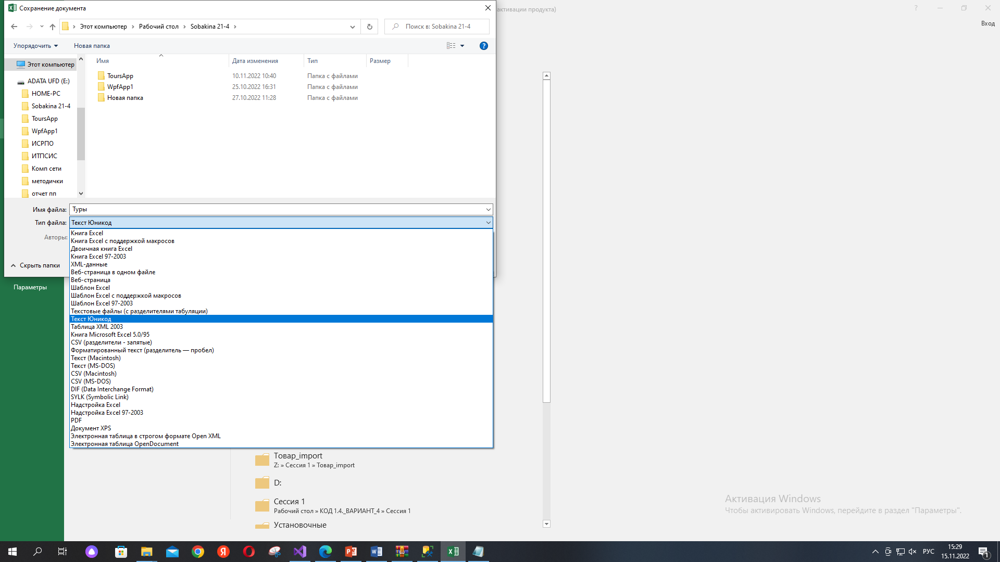 Сохранение документа
активации продукта)
Вход
Этот компьютер
Рабочий стол
Sobakina 21-4
Поиск в: Sobakina 21-4
Упорядочить
Новая папка
Имя
Дата изменения
Тип
Размер
Этот компьютер
ADATA UFD (E:)
HOME-PC
Sobakina 21-4
ToursApp
WpfApp1
ИСРПО
ИТПСИС
Комп сети
методички
отчет пп
ToursApp 10.11.2022 10:40 Папка с файлами
WpfApp1 25.10.2022 16:31 Папка с файлами
Новая папка 27.10.2022 11:28 Папка с файлами
Имя файла: Туры
Тип файла: Текст Юникод
Авторы:
Скрыть папки
Параметры
Книга Excel
Книга Excel с поддержкой макросов
Двоичная книга Excel
Книга Excel 97-2003
XML-данные
Веб-страница в одном файле
Веб-страница
Шаблон Excel
Шаблон Excel с поддержкой макросов
Шаблон Excel 97-2003
Текстовые файлы (с разделителями табуляции)
Текст Юникод
Таблица XML 2003
Книга Microsoft Excel 5.0/95
CSV (разделители - запятые)
Форматированный текст (разделитель — пробел)
Текст (Macintosh)
Текст (MS-DOS)
CSV (Macintosh)
CSV (MS-DOS)
DIF (Data Interchange Format)
SYLK (Symbolic Link)
Надстройка Excel
Надстройка Excel 97-2003
PDF
Документ XPS
Электронная таблица в строгом формате Open XML
Электронная таблица OpenDocument
Товар_import
Z: » Сессия 1 » Товар_import
D:
Сессия 1
Рабочий стол » КОД 1.4._ВАРИАНТ_4 » Сессия 1
Установочные
Активация Windows
Чтобы активировать Windows, перейдите в раздел "Параметры".
РУС
15:29
15.11.2022
1